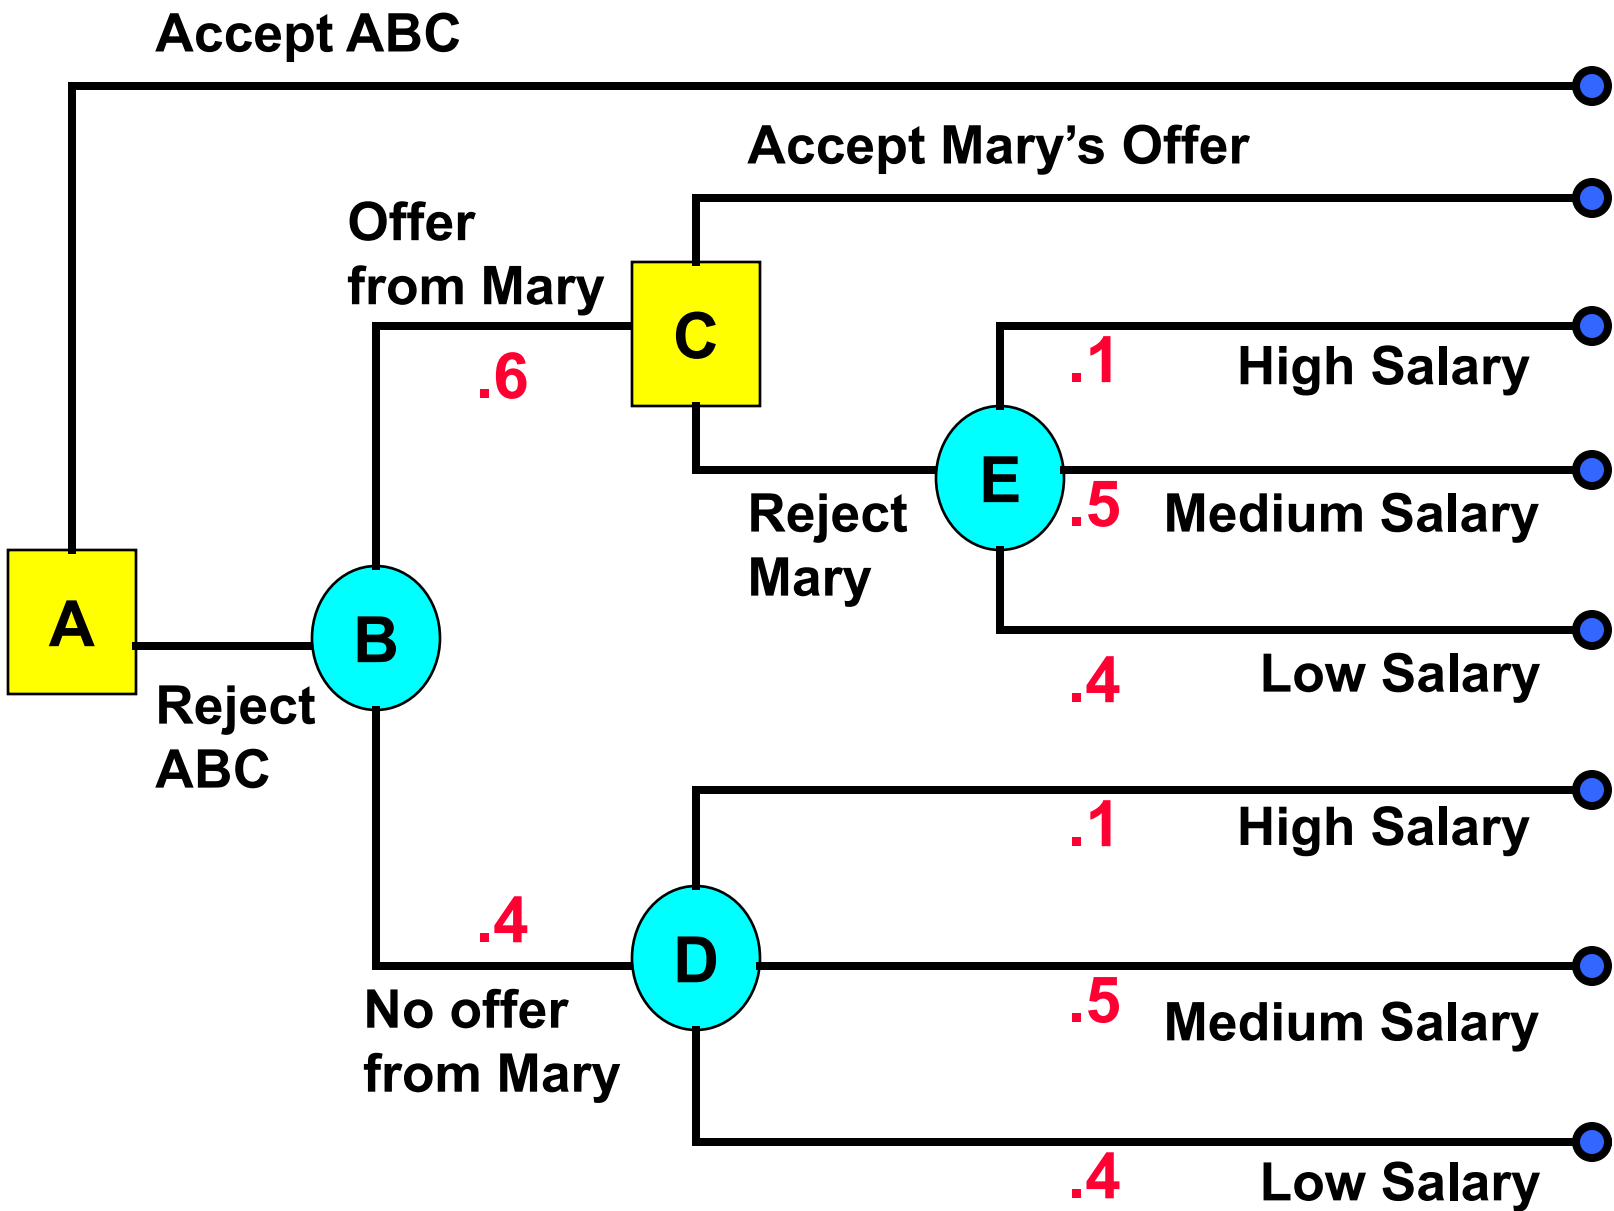 Accept ABC
Accept Mary’s Offer
Offer
from Mary
.6
C
.1
High Salary
E
.5
Medium Salary
Reject
Mary
A
B
Reject
ABC
.4
Low Salary
.1
High Salary
.4
D
No offer
from Mary
.5
Medium Salary
.4
Low Salary